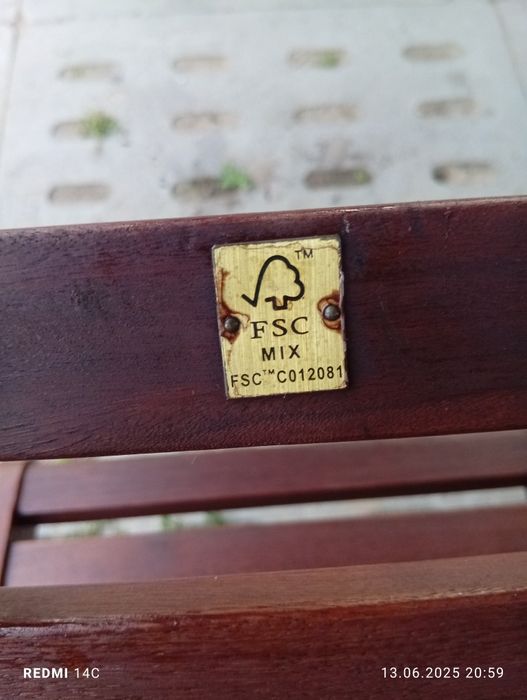 TM
FSC
MIX
FSC™C012081
REDMI 14C
13.06.2025 20:59